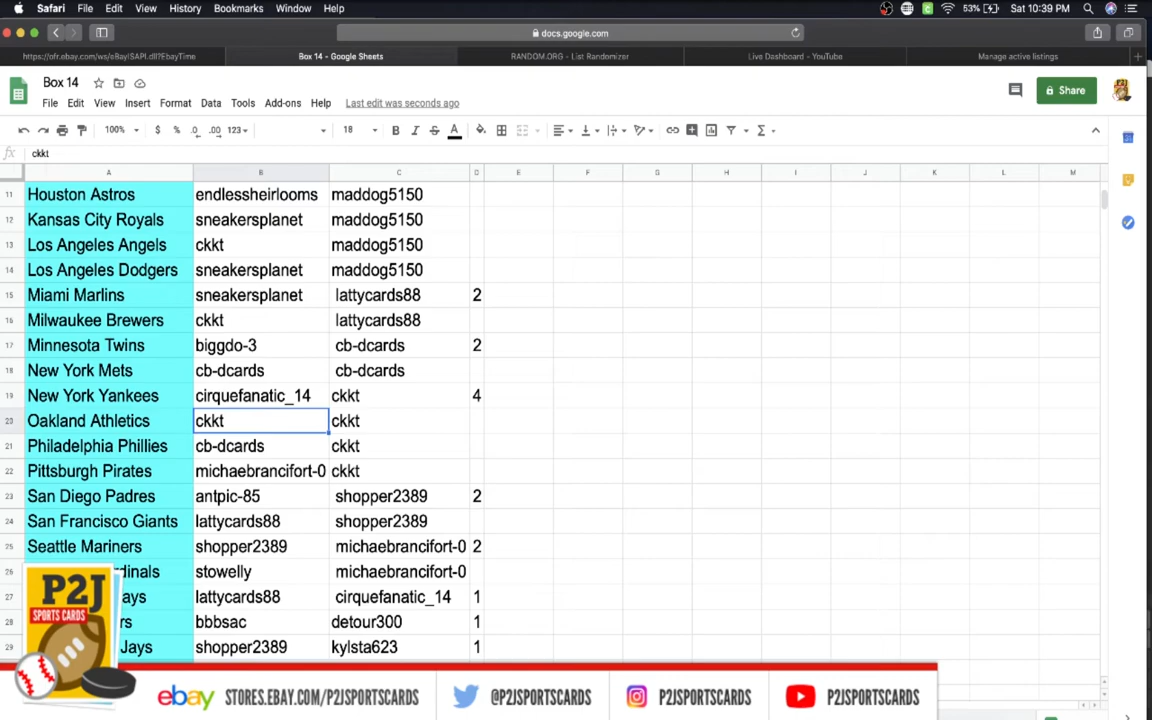 Safari File Edit View History Bookmarks Window Help 53% Sat 10:39 PM
docs.google.com
https://ofr.ebay.com/ws/eBayISAPI.dll?EbayTime Box 14 - Google Sheets RANDOM.ORG - List Randomizer Live Dashboard - YouTube Manage active listings
Box 14
File Edit View Insert Format Data Tools Add-ons Help Last edit was seconds ago Share
100% $ % .0 .00 123 18 B I S A
fx ckkt
A B C D E F G H I J K L M
11 Houston Astros endlessheirlooms maddog5150
12 Kansas City Royals sneakersplanet maddog5150
13 Los Angeles Angels ckkt maddog5150
14 Los Angeles Dodgers sneakersplanet maddog5150
15 Miami Marlins sneakersplanet lattycards88 2
16 Milwaukee Brewers ckkt lattycards88
17 Minnesota Twins biggdo-3 cb-dcards 2
18 New York Mets cb-dcards cb-dcards
19 New York Yankees cirquefanatic_14 ckkt 4
20 Oakland Athletics ckkt ckkt
21 Philadelphia Phillies cb-dcards ckkt
22 Pittsburgh Pirates michaebrancifort-0 ckkt
23 San Diego Padres antpic-85 shopper2389 2
24 San Francisco Giants lattycards88 shopper2389
25 Seattle Mariners shopper2389 michaebrancifort-0 2
26 dinals stowelly michaebrancifort-0
27 ays lattycards88 cirquefanatic_14 1
28 rs bbbsac detour300 1
29 Jays shopper2389 kylsta623 1
P2J
SPORTS CARDS
ebay STORES.EBAY.COM/P2JSPORTSCARDS @P2JSPORTSCARDS P2JSPORTSCARDS P2JSPORTSCARDS